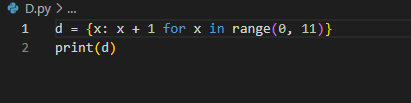 D.py > ...
1 d = {x: x + 1 for x in range(0, 11)}
2 print(d)